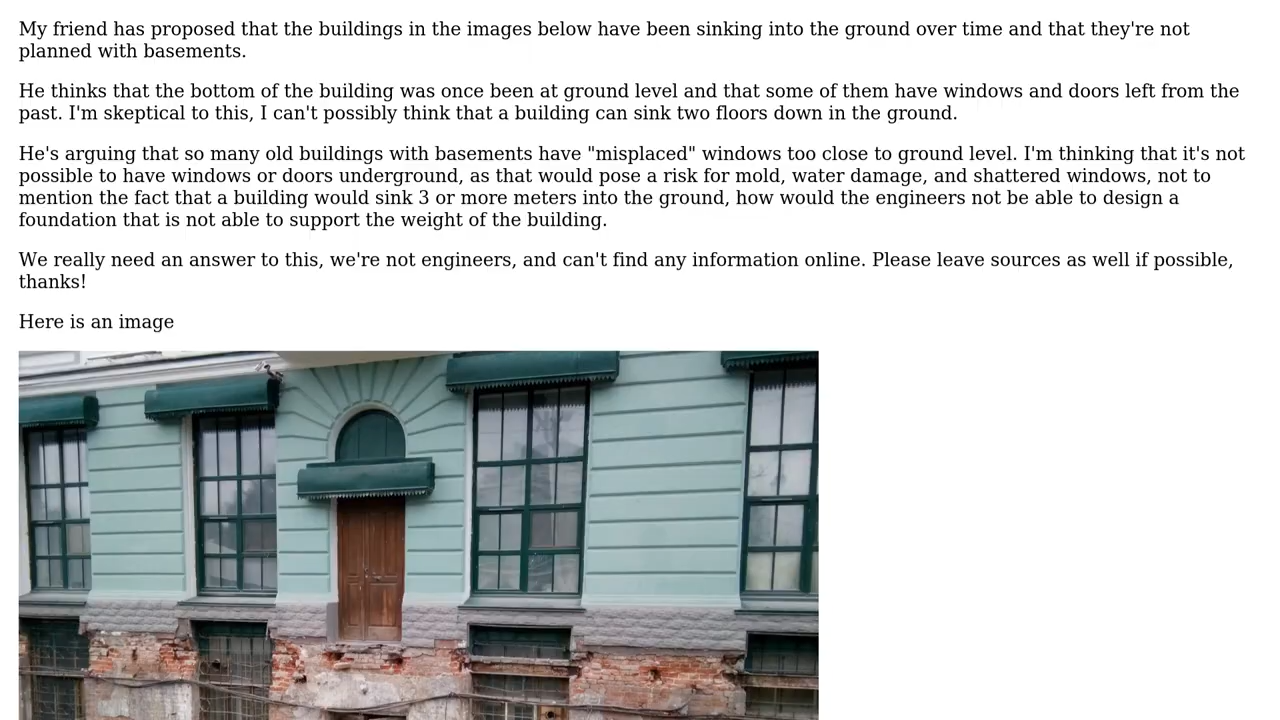 My friend has proposed that the buildings in the images below have been sinking into the ground over time and that they're not
planned with basements.
He thinks that the bottom of the building was once been at ground level and that some of them have windows and doors left from the
past. I'm skeptical to this, I can't possibly think that a building can sink two floors down in the ground.
He's arguing that so many old buildings with basements have "misplaced" windows too close to ground level. I'm thinking that it's not
possible to have windows or doors underground, as that would pose a risk for mold, water damage, and shattered windows, not to
mention the fact that a building would sink 3 or more meters into the ground, how would the engineers not be able to design a
foundation that is not able to support the weight of the building.
We really need an answer to this, we're not engineers, and can't find any information online. Please leave sources as well if possible,
thanks!
Here is an image